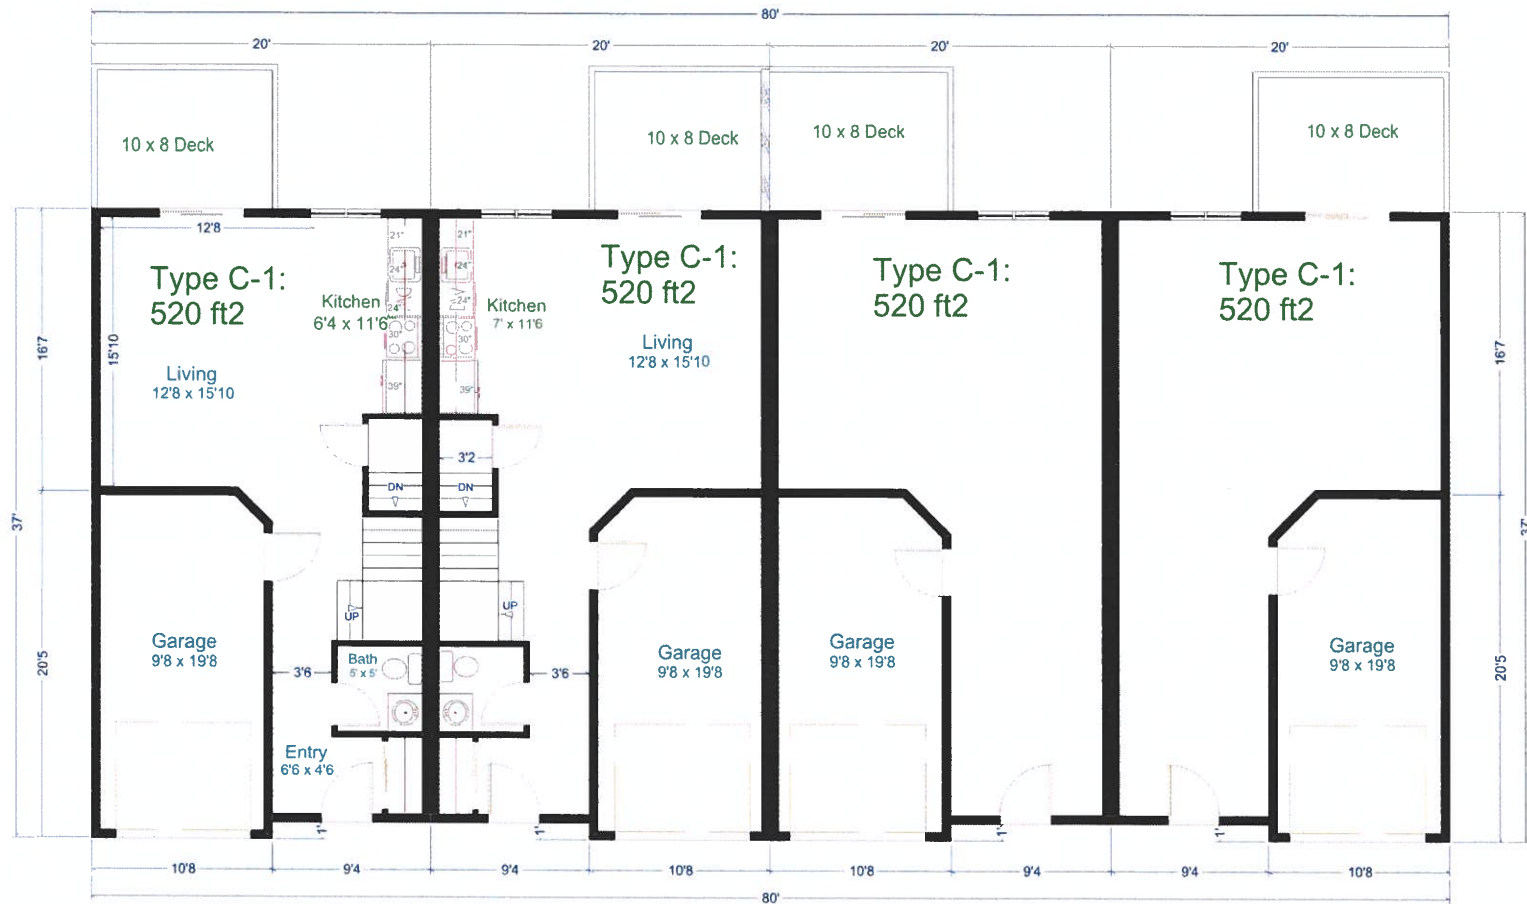 80'
20'
20'
20'
20'
10 x 8 Deck
10 x 8 Deck
10 x 8 Deck
10 x 8 Deck
12'8
21"
21"
Type C-1:
520 ft2
Type C-1:
520 ft2
Type C-1:
520 ft2
Type C-1:
520 ft2
24"
24"
24"
24"
Kitchen
6'4 x 11'6
Kitchen
7' x 11'6
30"
30"
39"
39"
16'7
15'10
Living
12'8 x 15'10
Living
12'8 x 15'10
16'7
3'2
DN
DN
37'
37'
UP
UP
Garage
9'8 x 19'8
Garage
9'8 x 19'8
Garage
9'8 x 19'8
Garage
9'8 x 19'8
20'5
20'5
3'6
Bath
5' x 5'
3'6
Entry
6'6 x 4'6
1'
1'
1'
1'
10'8
9'4
9'4
10'8
10'8
9'4
9'4
10'8
80'